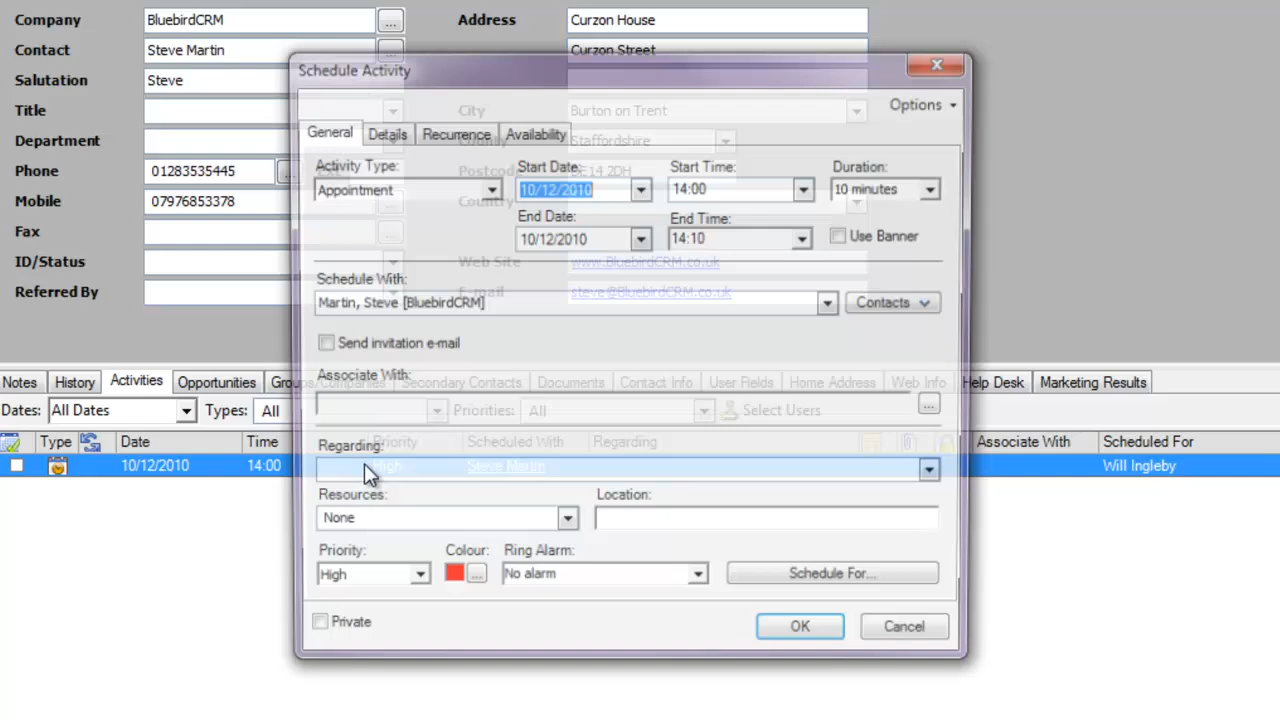 Company BluebirdCRM ... Address Curzon House
Contact Steve Martin ... Curzon Street
Salutation Steve
Schedule Activity
Title City Burton on Trent
Options
General Details Recurrence Availability
Department Staffordshire
Activity Type: Start Date: Start Time: Duration:
Phone 01283535445 ... Postcode DE14 2DH
Appointment 10/12/2010 14:00 10 minutes
Mobile 07976853378 ... Country
End Date: End Time:
Fax ... 10/12/2010 14:10 Use Banner
ID/Status Web Site www.BluebirdCRM.co.uk
Schedule With:
Referred By E-mail steve@BluebirdCRM.co.uk
Martin, Steve [BluebirdCRM] Contacts
Send invitation e-mail
Associate With:
Notes History Activities Opportunities Groups/Companies Secondary Contacts Documents Contact Info User Fields Home Address Web Info Help Desk Marketing Results
Dates: All Dates Types: All Priorities: All Select Users ...
Type Date Time Priority Scheduled With Regarding Associate With Scheduled For
Regarding:
10/12/2010 14:00 High Steve Martin Will Ingleby
Resources: Location:
None
Priority: Colour: Ring Alarm:
High ... No alarm Schedule For...
Private OK Cancel